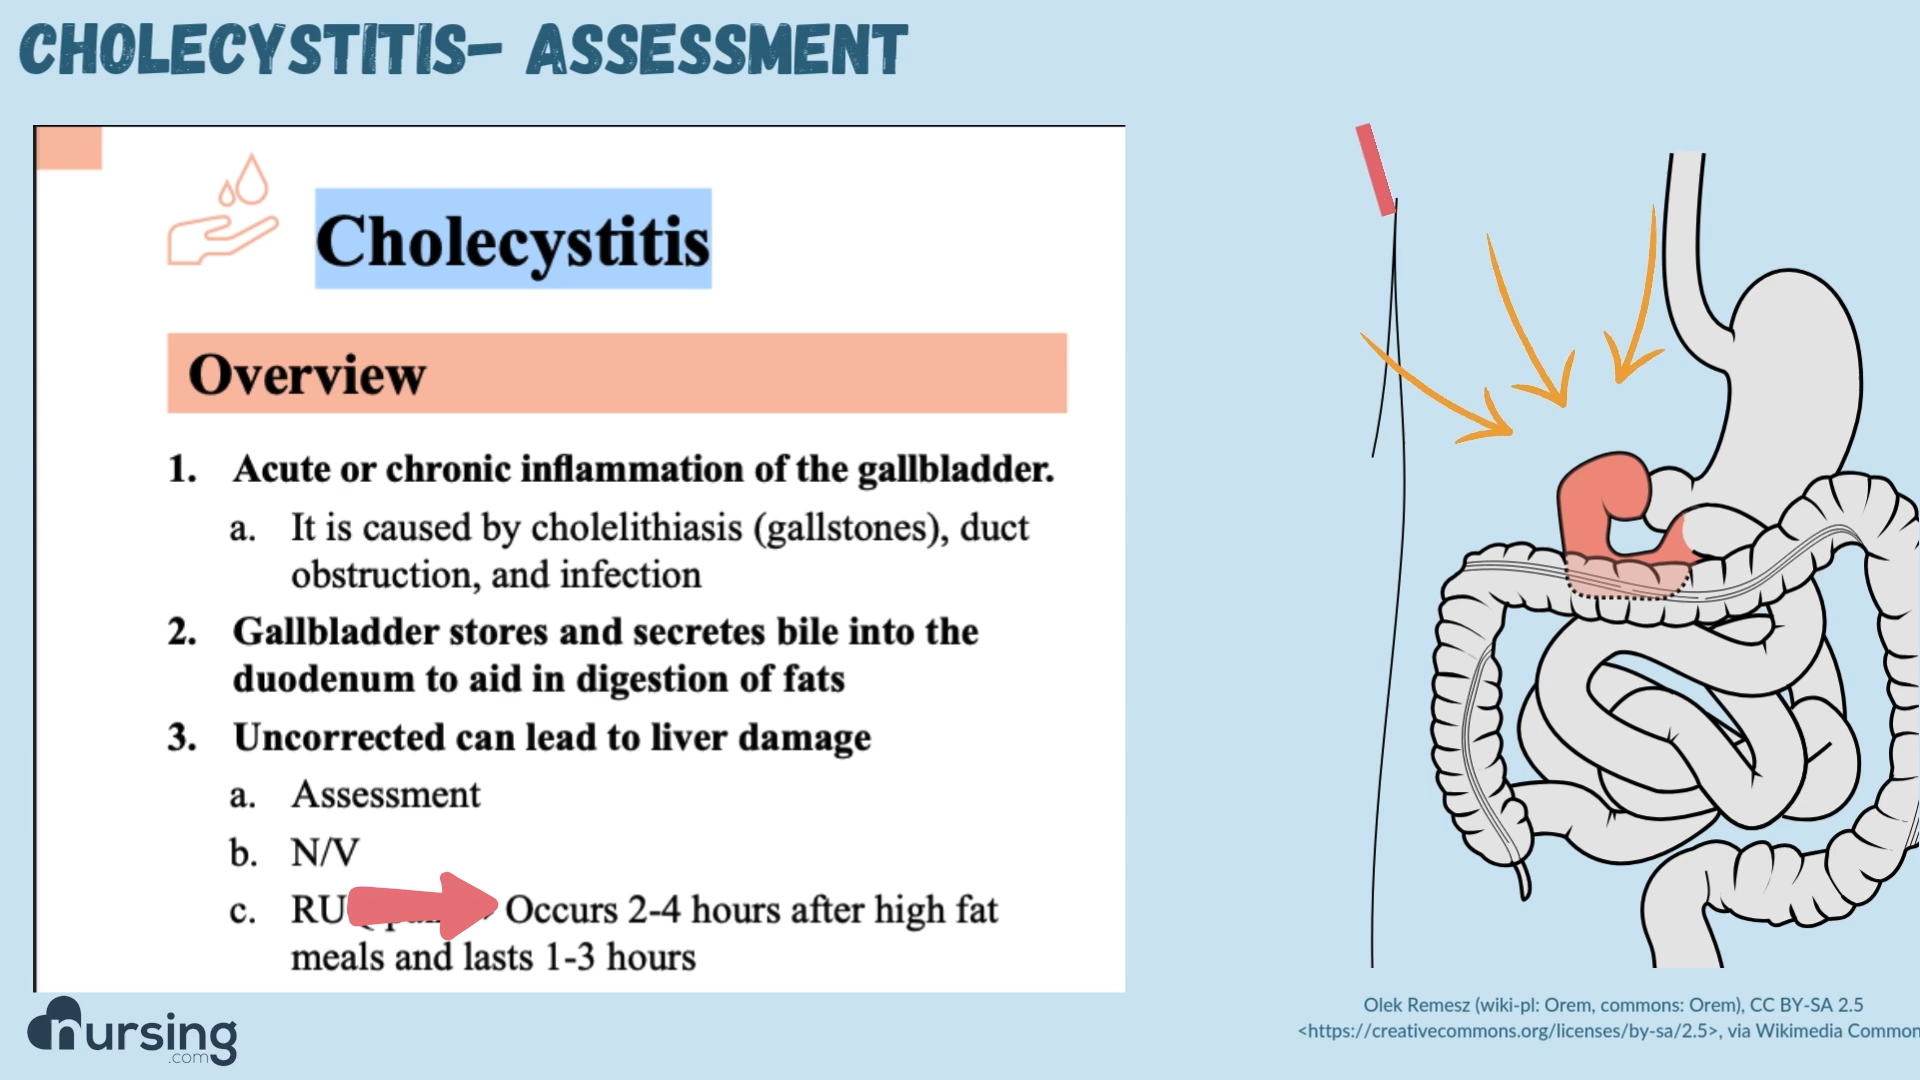 CHOLECYSTITIS- ASSESSMENT
Cholecystitis
Overview
1. Acute or chronic inflammation of the gallbladder.
a. It is caused by cholelithiasis (gallstones), duct
obstruction, and infection
2. Gallbladder stores and secretes bile into the
duodenum to aid in digestion of fats
3. Uncorrected can lead to liver damage
a. Assessment
b. N/V
c. Occurs 2-4 hours after high fat
meals and lasts 1-3 hours
nursing
.com
Olek Remesz (wiki-pl: Orem, commons: Orem), CC BY-SA 2.5
<https://creativecommons.org/licenses/by-sa/2.5>, via Wikimedia Common